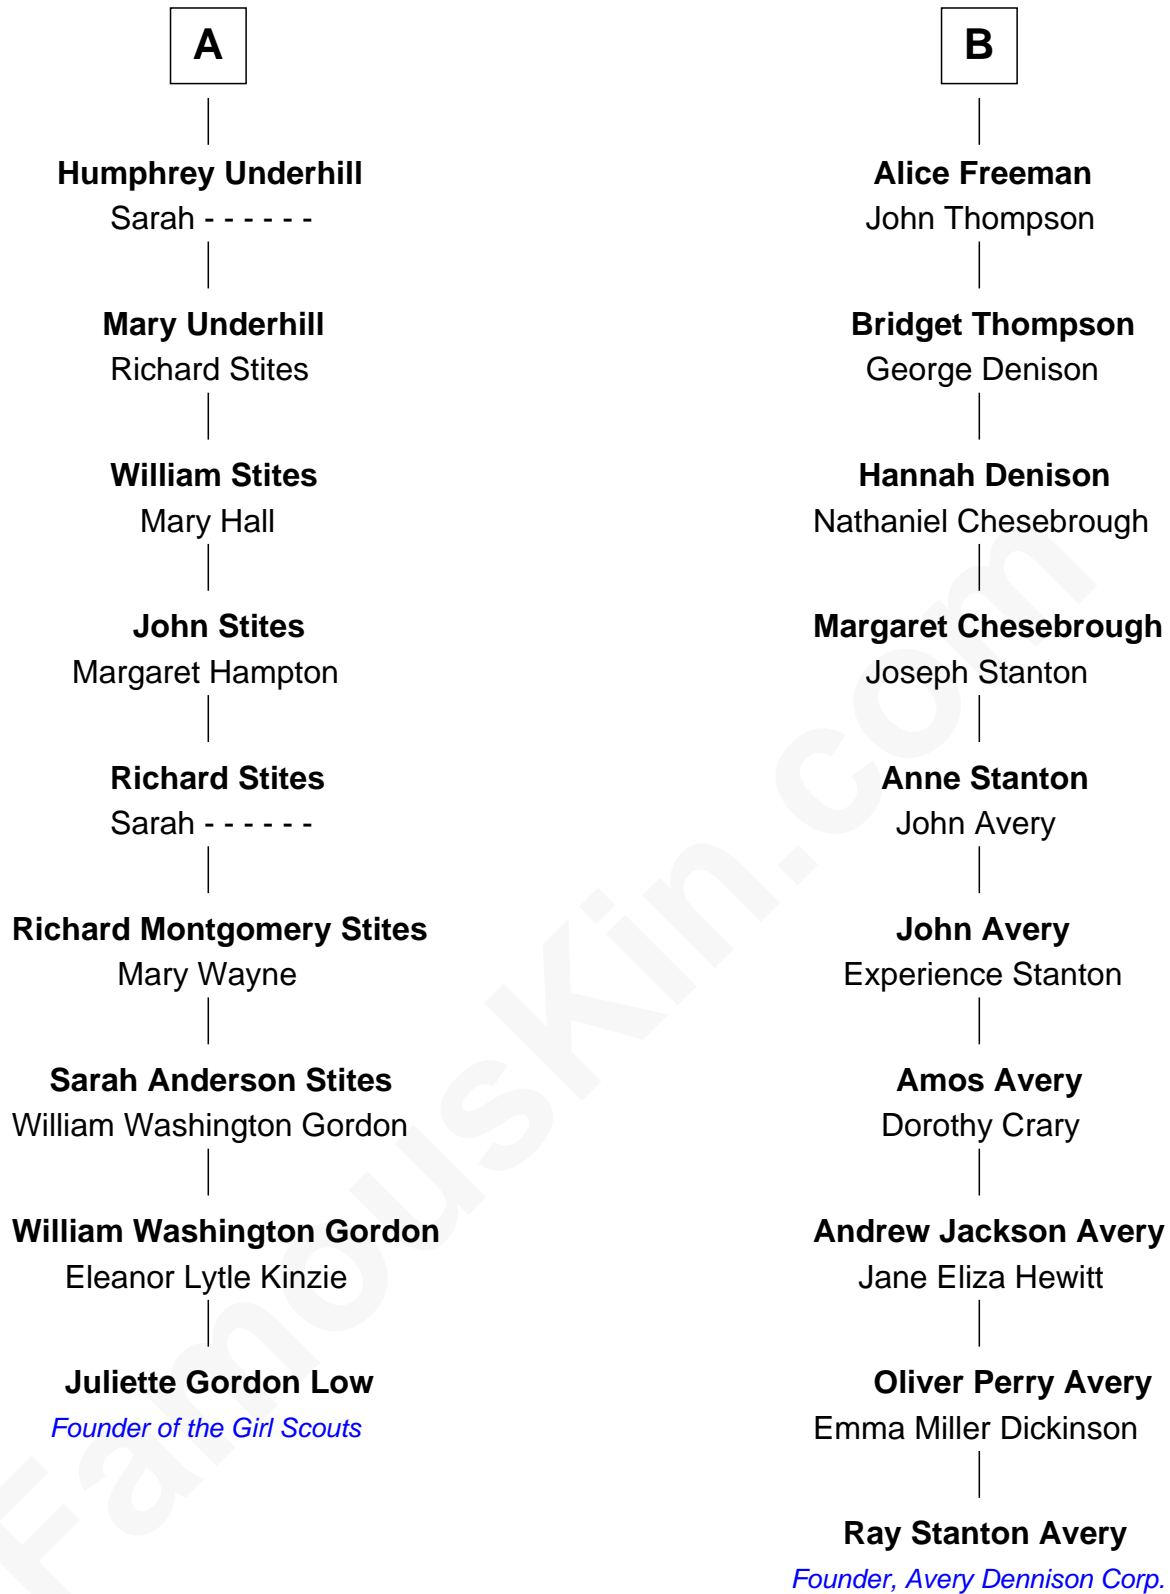 A
Humphrey Underhill
Sarah - - - - - -
Mary Underhill
Richard Stites
William Stites
Mary Hall
John Stites
Margaret Hampton
Richard Stites
Sarah - - - - - -
Richard Montgomery Stites
Mary Wayne
Sarah Anderson Stites
William Washington Gordon
William Washington Gordon
Eleanor Lytle Kinzie
Juliette Gordon Low
Founder of the Girl Scouts
B
Alice Freeman
John Thompson
Bridget Thompson
George Denison
Hannah Denison
Nathaniel Chesebrough
Margaret Chesebrough
Joseph Stanton
Anne Stanton
John Avery
John Avery
Experience Stanton
Amos Avery
Dorothy Crary
Andrew Jackson Avery
Jane Eliza Hewitt
Oliver Perry Avery
Emma Miller Dickinson
Ray Stanton Avery
Founder, Avery Dennison Corp.
FamousKin.com